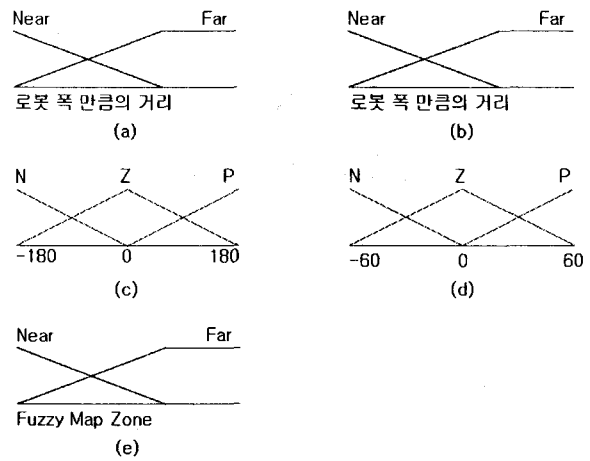 Near Far Near Far
로봇 폭 만큼의 거리 로봇 폭 만큼의 거리
(a) (b)
N Z P N Z P
-180 0 180 -60 0 60
(c) (d)
Near Far
Fuzzy Map Zone
(e)